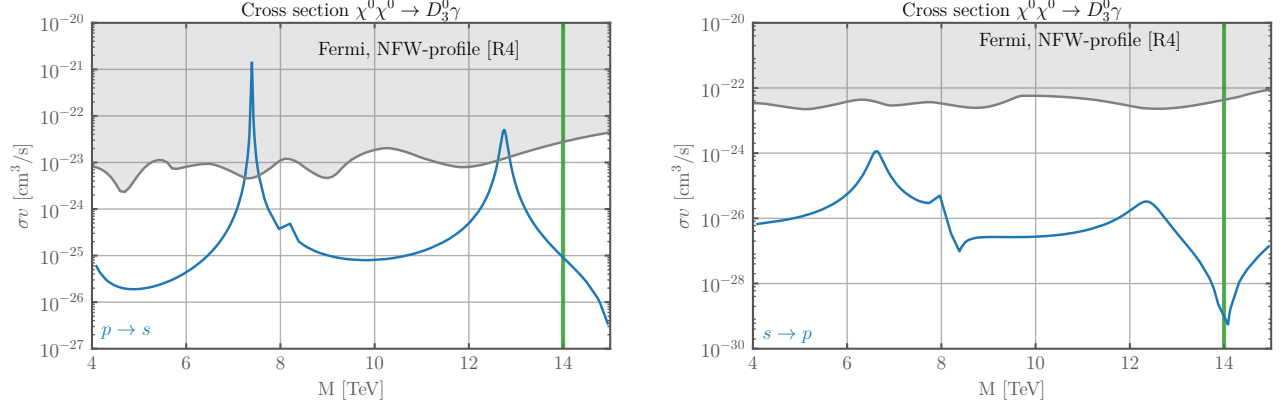 Cross section χ⁰χ⁰ → D₃⁰γ
Fermi, NFW-profile [R4]
10⁻²⁰
10⁻²¹
10⁻²²
10⁻²³
10⁻²⁴
10⁻²⁵
10⁻²⁶
10⁻²⁷
σv [cm³/s]
p → s
4 6 8 10 12 14
M [TeV]
Cross section χ⁰χ⁰ → D₃⁰γ
Fermi, NFW-profile [R4]
10⁻²⁰
10⁻²²
10⁻²⁴
10⁻²⁶
10⁻²⁸
10⁻³⁰
σv [cm³/s]
s → p
4 6 8 10 12 14
M [TeV]